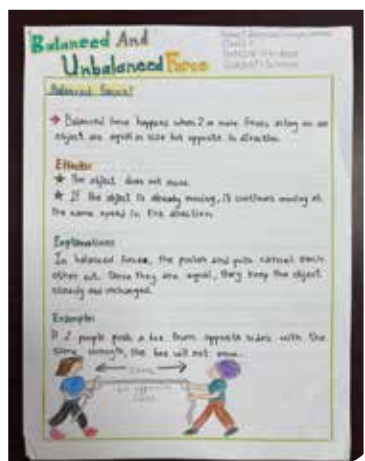 Balanced And
Unbalanced Force
Balanced Force?
Balanced force happens when 2 or more forces acting on an
object are equal in size but opposite in direction.
Effects:
★ The object does not move
★ If the object is already moving, it continues moving at
the same speed in the direction.
Explanations
In balanced forces, the pushes and pulls cancel each
other out. Since they are equal, they keep the object
steady and unchanged.
Example:
If 2 people push a box from opposite sides with the
same strength, the box will not move.